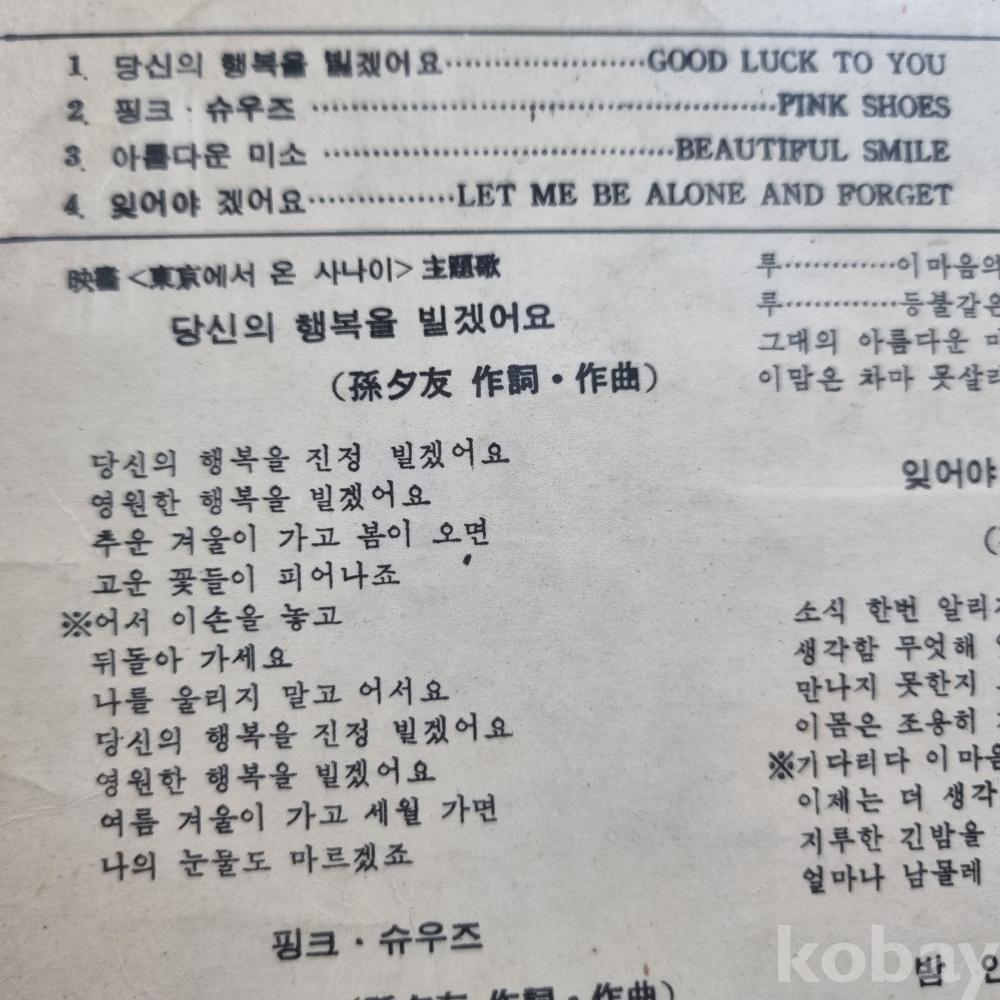 1. 당신의 행복을 빌겠어요······················GOOD LUCK TO YOU
2. 핑크·슈우즈 ··················································PINK SHOES
3. 아름다운 미소 ······································BEAUTIFUL SMILE
4. 잊어야 겠어요················LET ME BE ALONE AND FORGET
映畵 <東京에서 온 사나이> 主題歌
당신의 행복을 빌겠어요
(孫夕友 作詞·作曲)
당신의 행복을 진정 빌겠어요
영원한 행복을 빌겠어요
추운 겨울이 가고 봄이 오면
고운 꽃들이 피어나죠
※어서 이손을 놓고
뒤돌아 가세요
나를 울리지 말고 어서요
당신의 행복을 진정 빌겠어요
영원한 행복을 빌겠어요
여름 겨울이 가고 세월 가면
나의 눈물도 마르겠죠
핑크·슈우즈
(孫夕友 作詞·作曲)
루············이마음의
루············등불같은
그대의 아름다운
이맘은 차마 못살
잊어야
소식 한번 알리
생각함 무엇해
만나지 못한지
이몸은 조용히
※기다리다 이마음
이제는 더 생각
지루한 긴밤을
얼마나 남몰레
밤
kobay